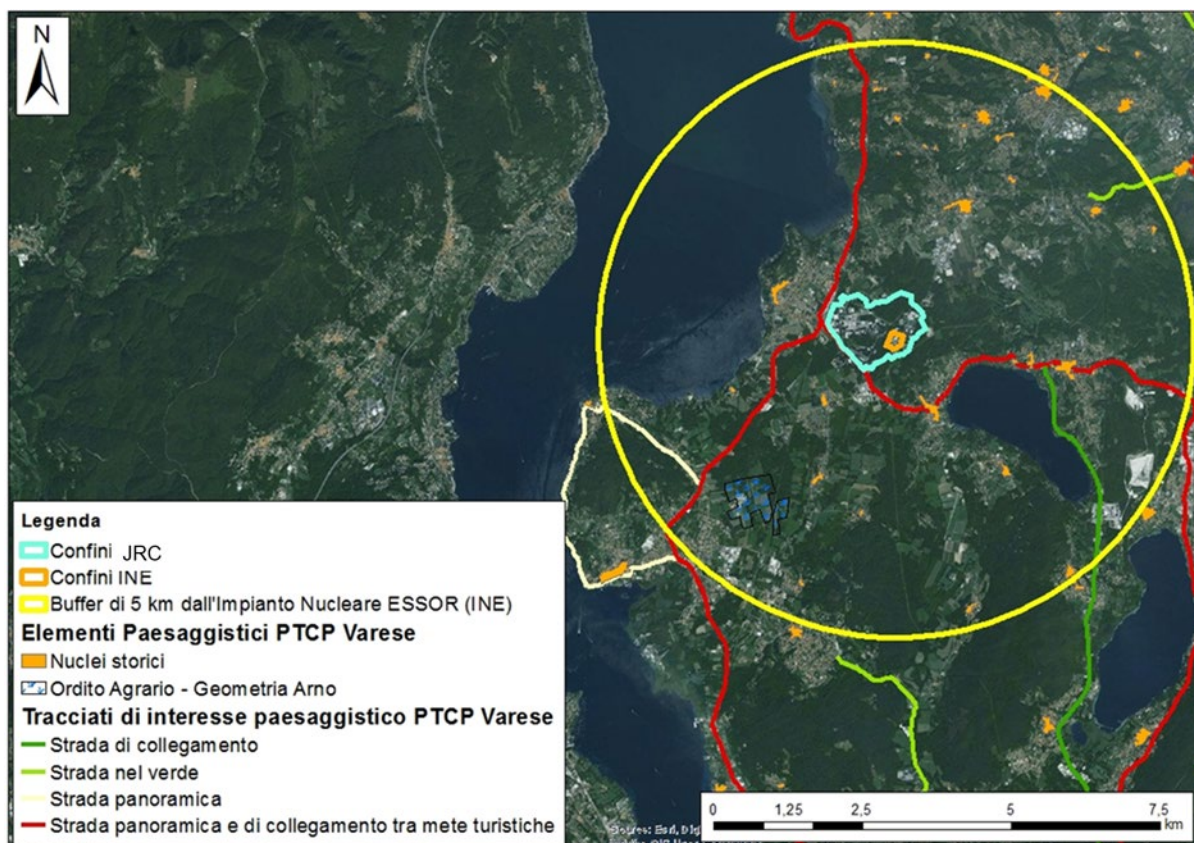 N
Legenda
Confini JRC
Confini INE
Buffer di 5 km dall'Impianto Nucleare ESSOR (INE)
Elementi Paesaggistici PTCP Varese
Nuclei storici
Ordito Agrario - Geometria Arno
Tracciati di interesse paesaggistico PTCP Varese
Strada di collegamento
Strada nel verde
Strada panoramica
Strada panoramica e di collegamento tra mete turistiche
0 1,25 2,5 5 7,5
km
Source: Esri,